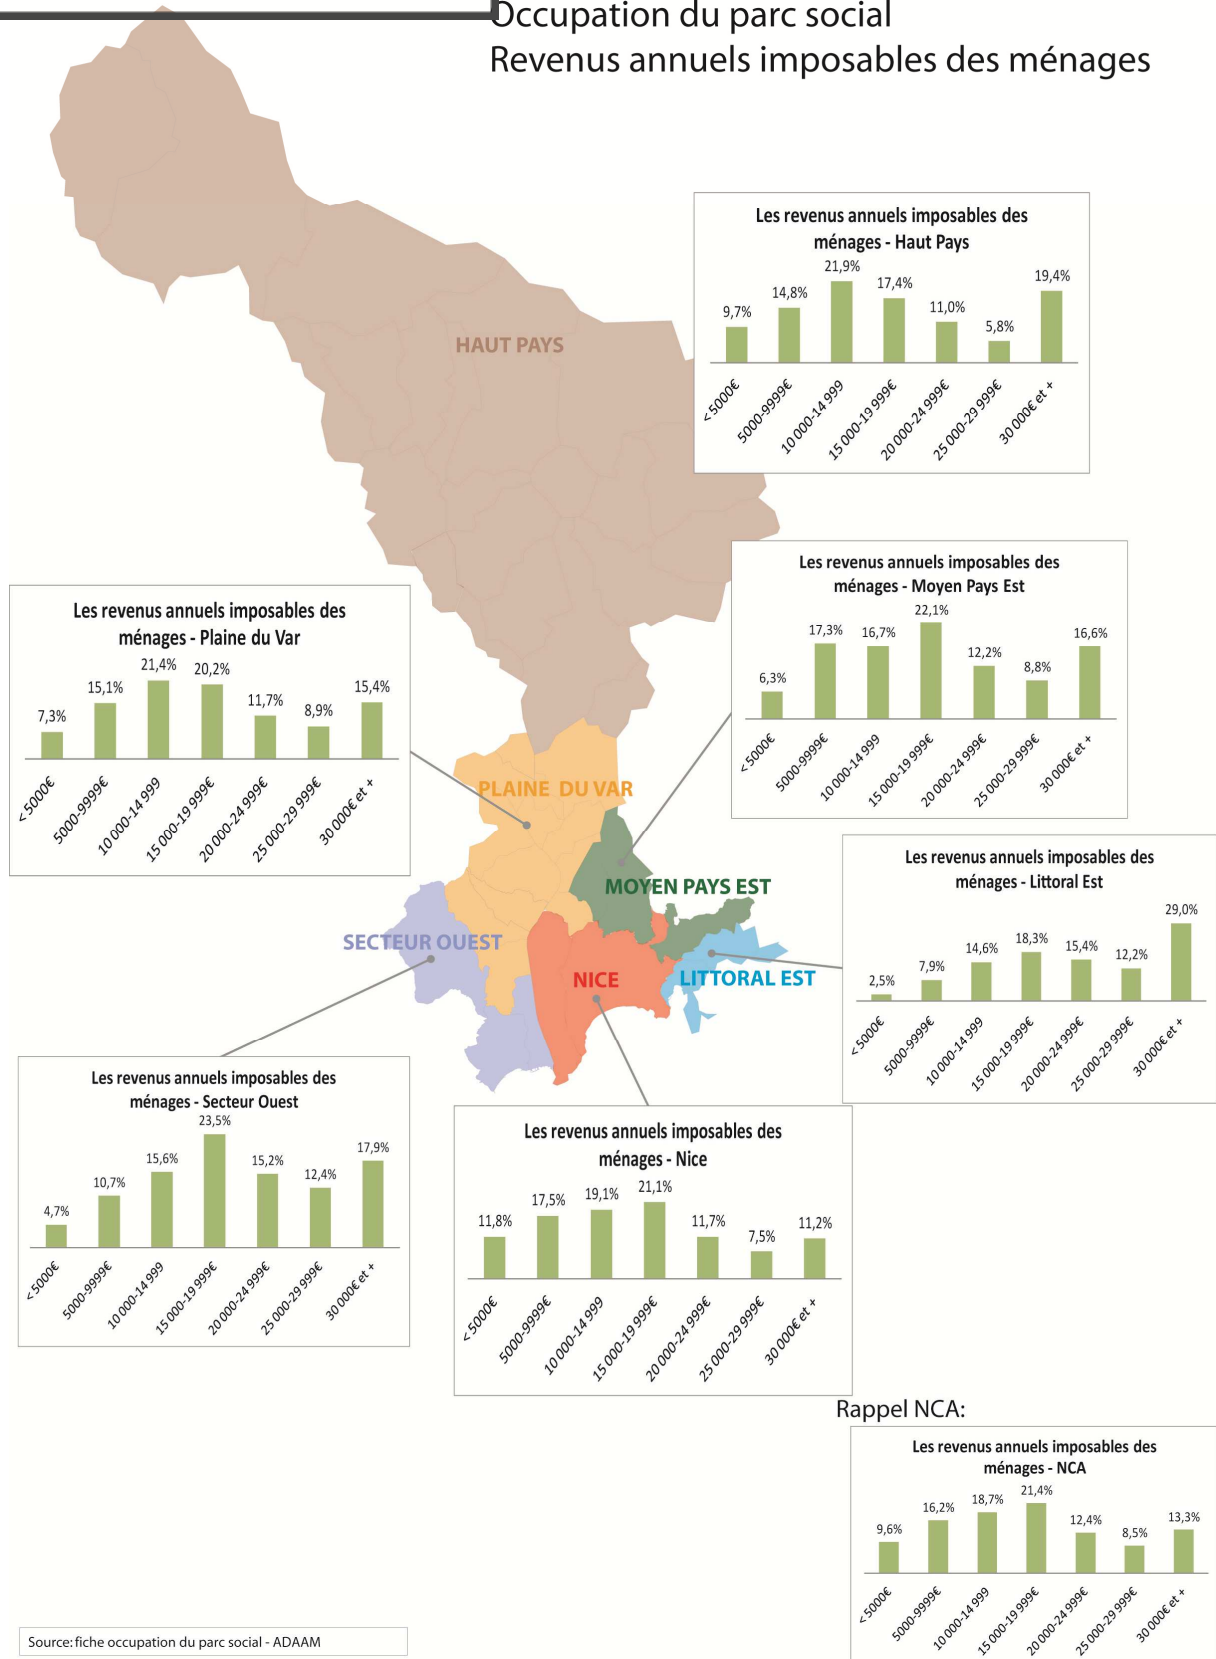 Occupation du parc social
Revenus annuels imposables des ménages
Les revenus annuels imposables des
ménages - Haut Pays
21,9%
19,4%
17,4%
14,8%
11,0%
9,7%
5,8%
< 5000€
5000-9999€
10 000-14 999
15 000-19 999€
20 000-24 999€
25 000-29 999€
30 000€ et +
HAUT PAYS
Les revenus annuels imposables des
ménages - Moyen Pays Est
22,1%
17,3%
16,7%
16,6%
12,2%
8,8%
6,3%
< 5000€
5000-9999€
10 000-14 999
15 000-19 999€
20 000-24 999€
25 000-29 999€
30 000€ et +
Les revenus annuels imposables des
ménages - Plaine du Var
21,4%
20,2%
15,1%
15,4%
11,7%
8,9%
7,3%
< 5000€
5000-9999€
10 000-14 999
15 000-19 999€
20 000-24 999€
25 000-29 999€
30 000€ et +
PLAINE DU VAR
MOYEN PAYS EST
SECTEUR OUEST
NICE
LITTORAL EST
Les revenus annuels imposables des
ménages - Littoral Est
29,0%
18,3%
14,6%
15,4%
12,2%
7,9%
2,5%
< 5000€
5000-9999€
10 000-14 999
15 000-19 999€
20 000-24 999€
25 000-29 999€
30 000€ et +
Les revenus annuels imposables des
ménages - Secteur Ouest
23,5%
17,9%
15,6%
15,2%
12,4%
10,7%
4,7%
< 5000€
5000-9999€
10 000-14 999
15 000-19 999€
20 000-24 999€
25 000-29 999€
30 000€ et +
Les revenus annuels imposables des
ménages - Nice
21,1%
19,1%
17,5%
11,8%
11,7%
11,2%
7,5%
< 5000€
5000-9999€
10 000-14 999
15 000-19 999€
20 000-24 999€
25 000-29 999€
30 000€ et +
Rappel NCA:
Les revenus annuels imposables des
ménages - NCA
21,4%
18,7%
16,2%
13,3%
12,4%
9,6%
8,5%
< 5000€
5000-9999€
10 000-14 999
15 000-19 999€
20 000-24 999€
25 000-29 999€
30 000€ et +
Source: fiche occupation du parc social - ADAAM